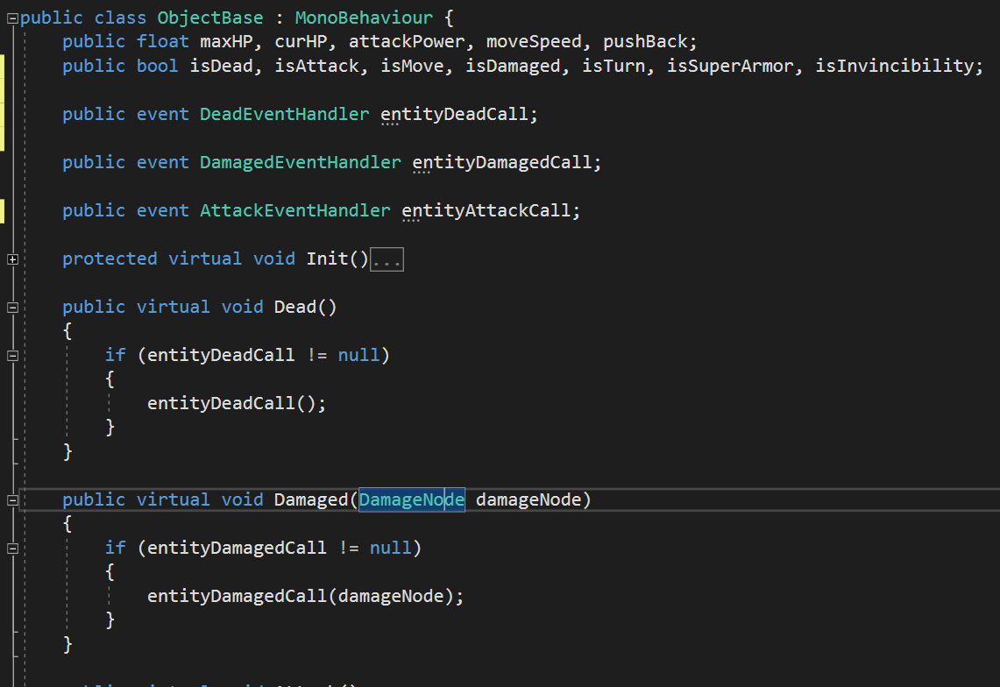 public class ObjectBase : MonoBehaviour {
public float maxHP, curHP, attackPower, moveSpeed, pushBack;
public bool isDead, isAttack, isMove, isDamaged, isTurn, isSuperArmor, isInvincibility;
public event DeadEventHandler entityDeadCall;
public event DamagedEventHandler entityDamagedCall;
public event AttackEventHandler entityAttackCall;
protected virtual void Init()...
public virtual void Dead()
{
if (entityDeadCall != null)
{
entityDeadCall();
}
}
public virtual void Damaged(DamageNode damageNode)
{
if (entityDamagedCall != null)
{
entityDamagedCall(damageNode);
}
}